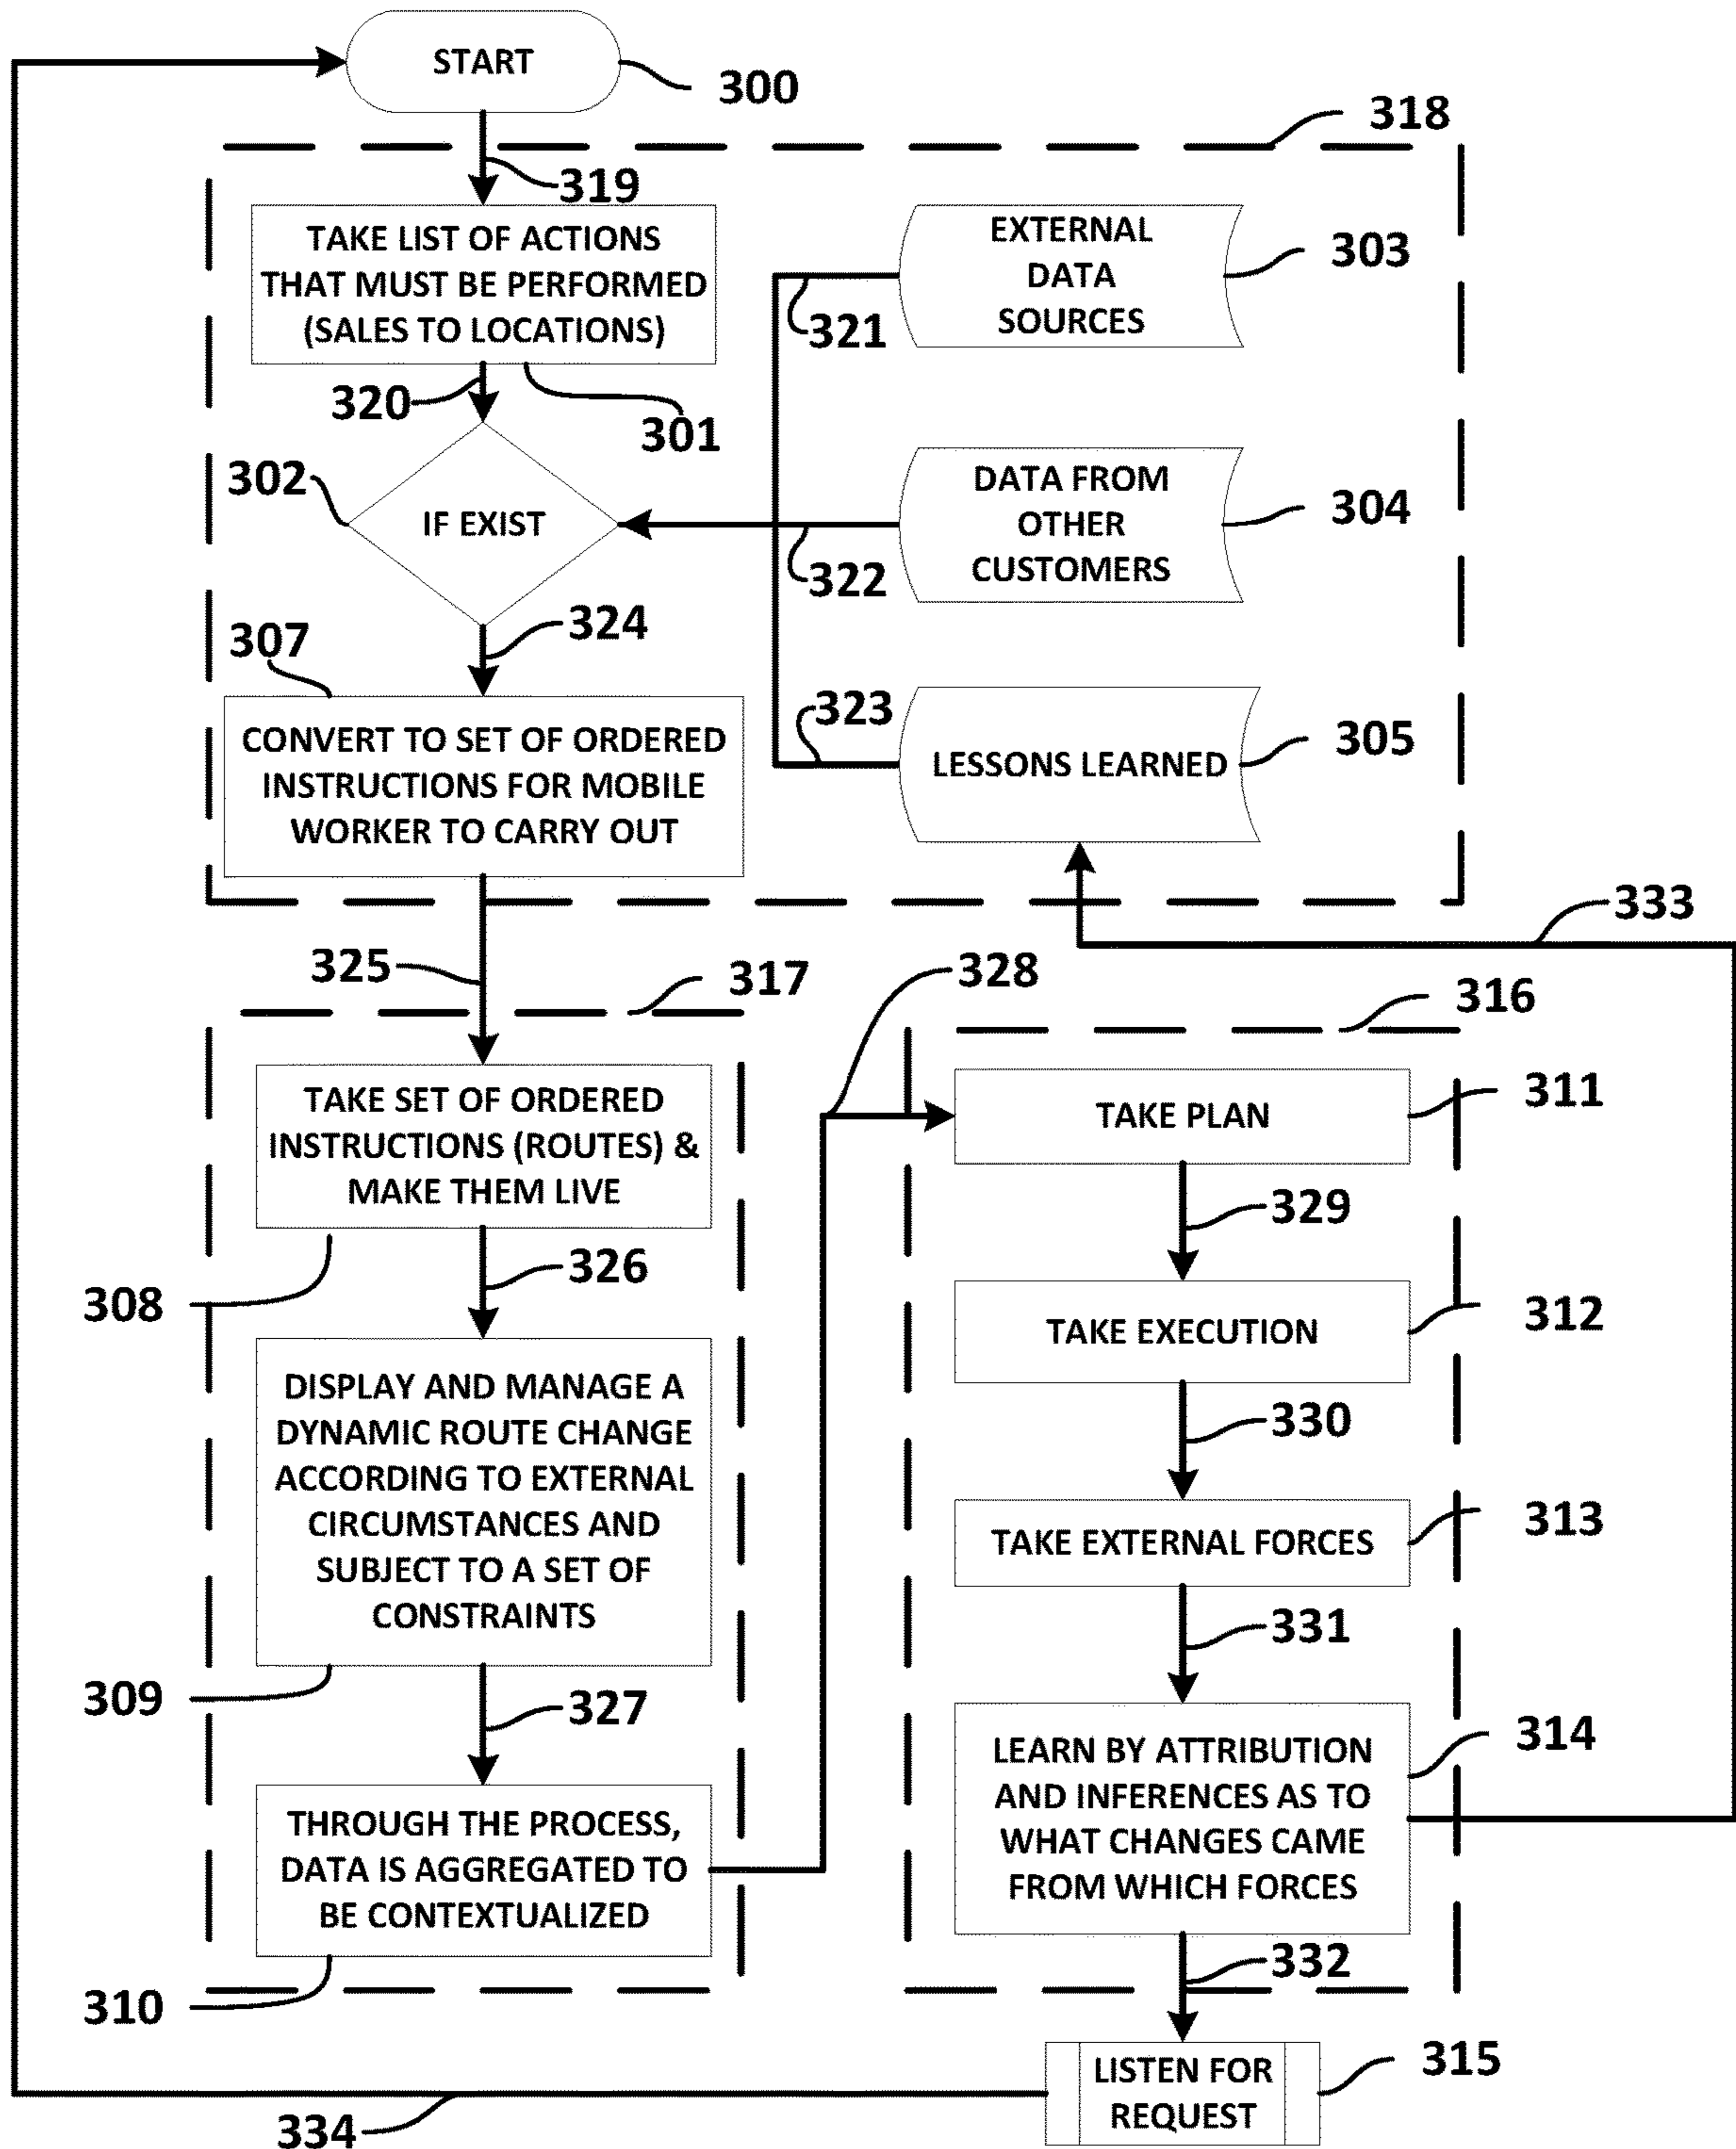 START
300
318
319
TAKE LIST OF ACTIONS
THAT MUST BE PERFORMED
(SALES TO LOCATIONS)
EXTERNAL
DATA
SOURCES
303
321
320
301
302
IF EXIST
DATA FROM
OTHER
CUSTOMERS
304
322
324
307
CONVERT TO SET OF ORDERED
INSTRUCTIONS FOR MOBILE
WORKER TO CARRY OUT
323
LESSONS LEARNED
305
333
325
317
328
316
TAKE SET OF ORDERED
INSTRUCTIONS (ROUTES) &
MAKE THEM LIVE
308
326
DISPLAY AND MANAGE A
DYNAMIC ROUTE CHANGE
ACCORDING TO EXTERNAL
CIRCUMSTANCES AND
SUBJECT TO A SET OF
CONSTRAINTS
309
327
THROUGH THE PROCESS,
DATA IS AGGREGATED TO
BE CONTEXTUALIZED
310
TAKE PLAN
311
329
TAKE EXECUTION
312
330
TAKE EXTERNAL FORCES
313
331
LEARN BY ATTRIBUTION
AND INFERENCES AS TO
WHAT CHANGES CAME
FROM WHICH FORCES
314
332
LISTEN FOR
REQUEST
315
334